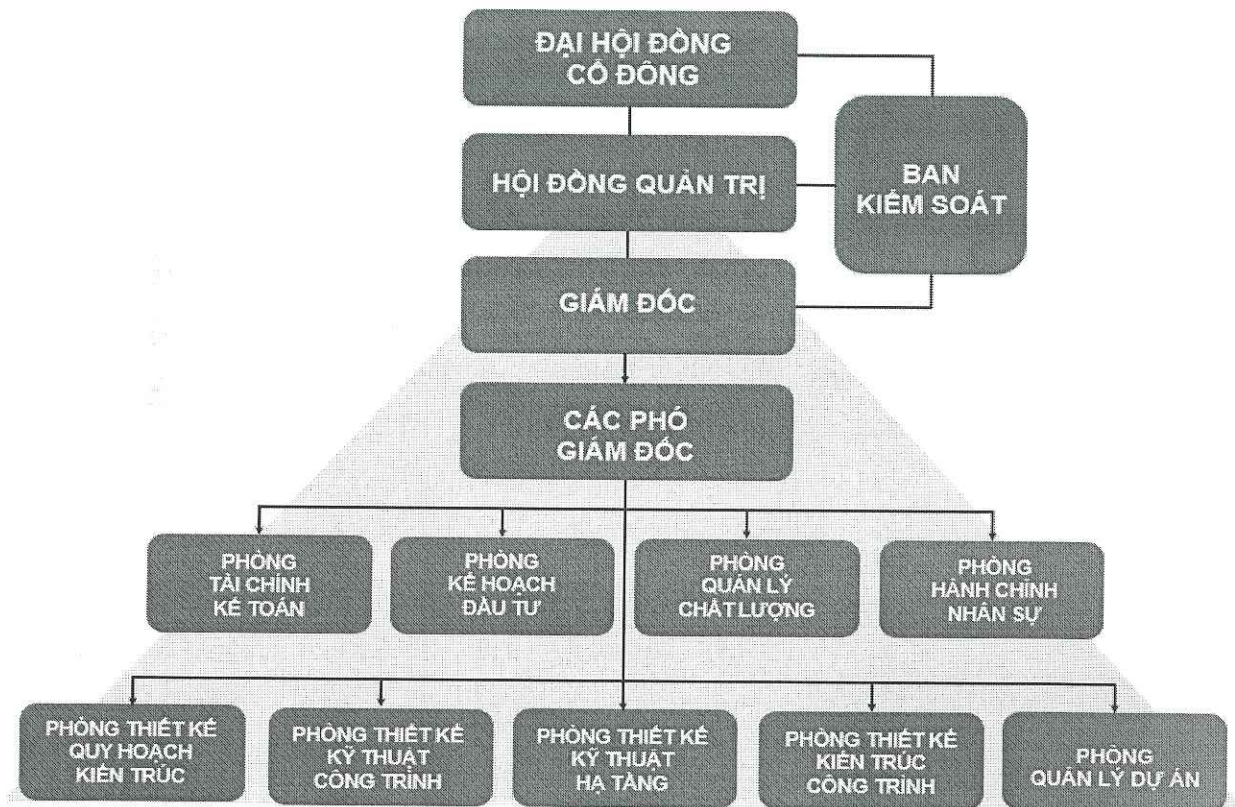 ĐẠI HỘI ĐỒNG
CỔ ĐÔNG
HỘI ĐỒNG QUẢN TRỊ
BAN
KIỂM SOÁT
GIÁM ĐỐC
CÁC PHÓ
GIÁM ĐỐC
PHÒNG
TÀI CHÍNH
KẾ TOÁN
PHÒNG
KẾ HOẠCH
ĐẦU TƯ
PHÒNG
QUẢN LÝ
CHẤT LƯỢNG
PHÒNG
HÀNH CHÍNH
NHÂN SỰ
PHÒNG THIẾT KẾ
QUY HOẠCH
KIẾN TRÚC
PHÒNG THIẾT KẾ
KỸ THUẬT
CÔNG TRÌNH
PHÒNG THIẾT KẾ
KỸ THUẬT
HẠ TẦNG
PHÒNG THIẾT KẾ
KIẾN TRÚC
CÔNG TRÌNH
PHÒNG
QUẢN LÝ DỰ ÁN